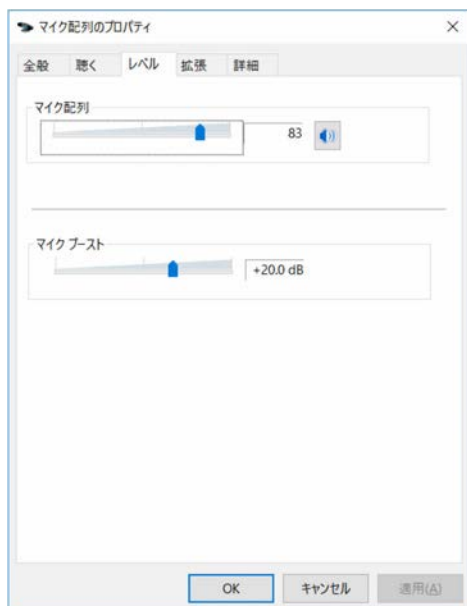 マイク配列のプロパティ
全般 聴く レベル 拡張 詳細
マイク配列
83
マイク ブースト
+20.0 dB
OK キャンセル 適用(A)